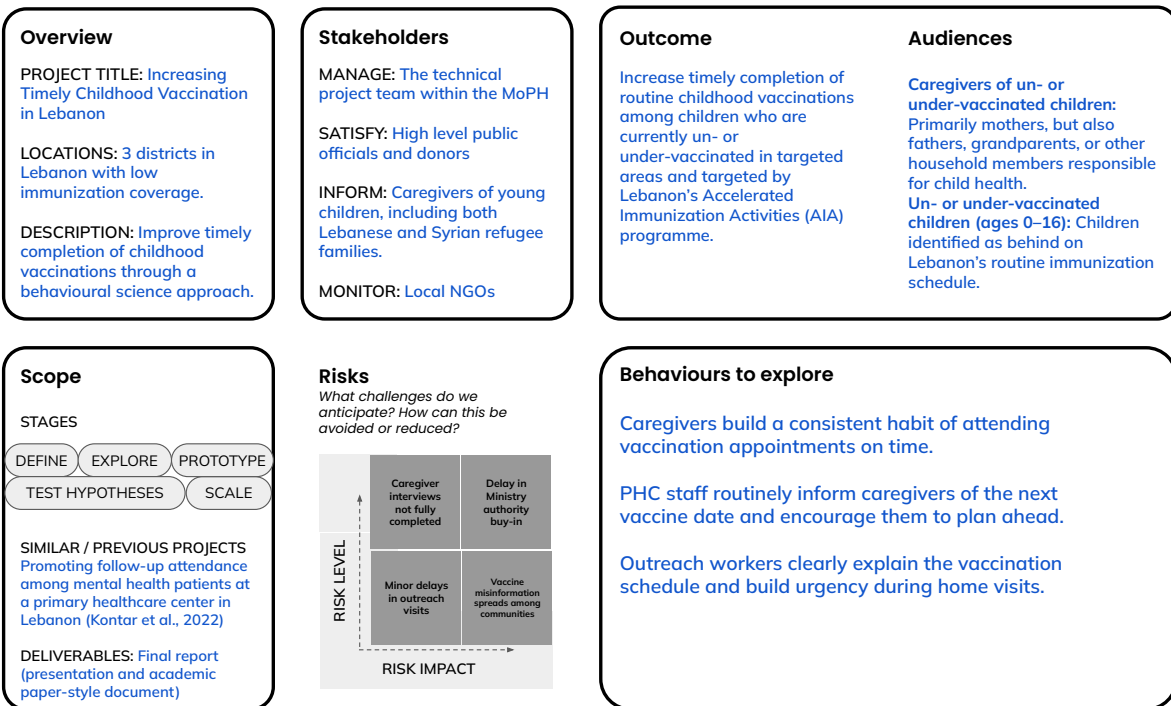 Overview
PROJECT TITLE: Increasing
Timely Childhood Vaccination
in Lebanon
LOCATIONS: 3 districts in
Lebanon with low
immunization coverage.
DESCRIPTION: Improve timely
completion of childhood
vaccinations through a
behavioural science approach.
Stakeholders
MANAGE: The technical
project team within the MoPH
SATISFY: High level public
officials and donors
INFORM: Caregivers of young
children, including both
Lebanese and Syrian refugee
families.
MONITOR: Local NGOs
Outcome
Increase timely completion of
routine childhood vaccinations
among children who are
currently un- or
under-vaccinated in targeted
areas and targeted by
Lebanon's Accelerated
Immunization Activities (AIA)
programme.
Audiences
Caregivers of un- or
under-vaccinated children:
Primarily mothers, but also
fathers, grandparents, or other
household members responsible
for child health.
Un- or under-vaccinated
children (ages 0–16): Children
identified as behind on
Lebanon's routine immunization
schedule.
Scope
STAGES
DEFINE EXPLORE PROTOTYPE
TEST HYPOTHESES SCALE
SIMILAR / PREVIOUS PROJECTS
Promoting follow-up attendance
among mental health patients at
a primary healthcare center in
Lebanon (Kontar et al., 2022)
DELIVERABLES: Final report
(presentation and academic
paper-style document)
Risks
What challenges do we
anticipate? How can this be
avoided or reduced?
RISK LEVEL
Caregiver
interviews
not fully
completed
Delay in
Ministry
authority
buy-in
Minor delays
in outreach
visits
Vaccine
misinformation
spreads among
communities
RISK IMPACT
Behaviours to explore
Caregivers build a consistent habit of attending
vaccination appointments on time.
PHC staff routinely inform caregivers of the next
vaccine date and encourage them to plan ahead.
Outreach workers clearly explain the vaccination
schedule and build urgency during home visits.